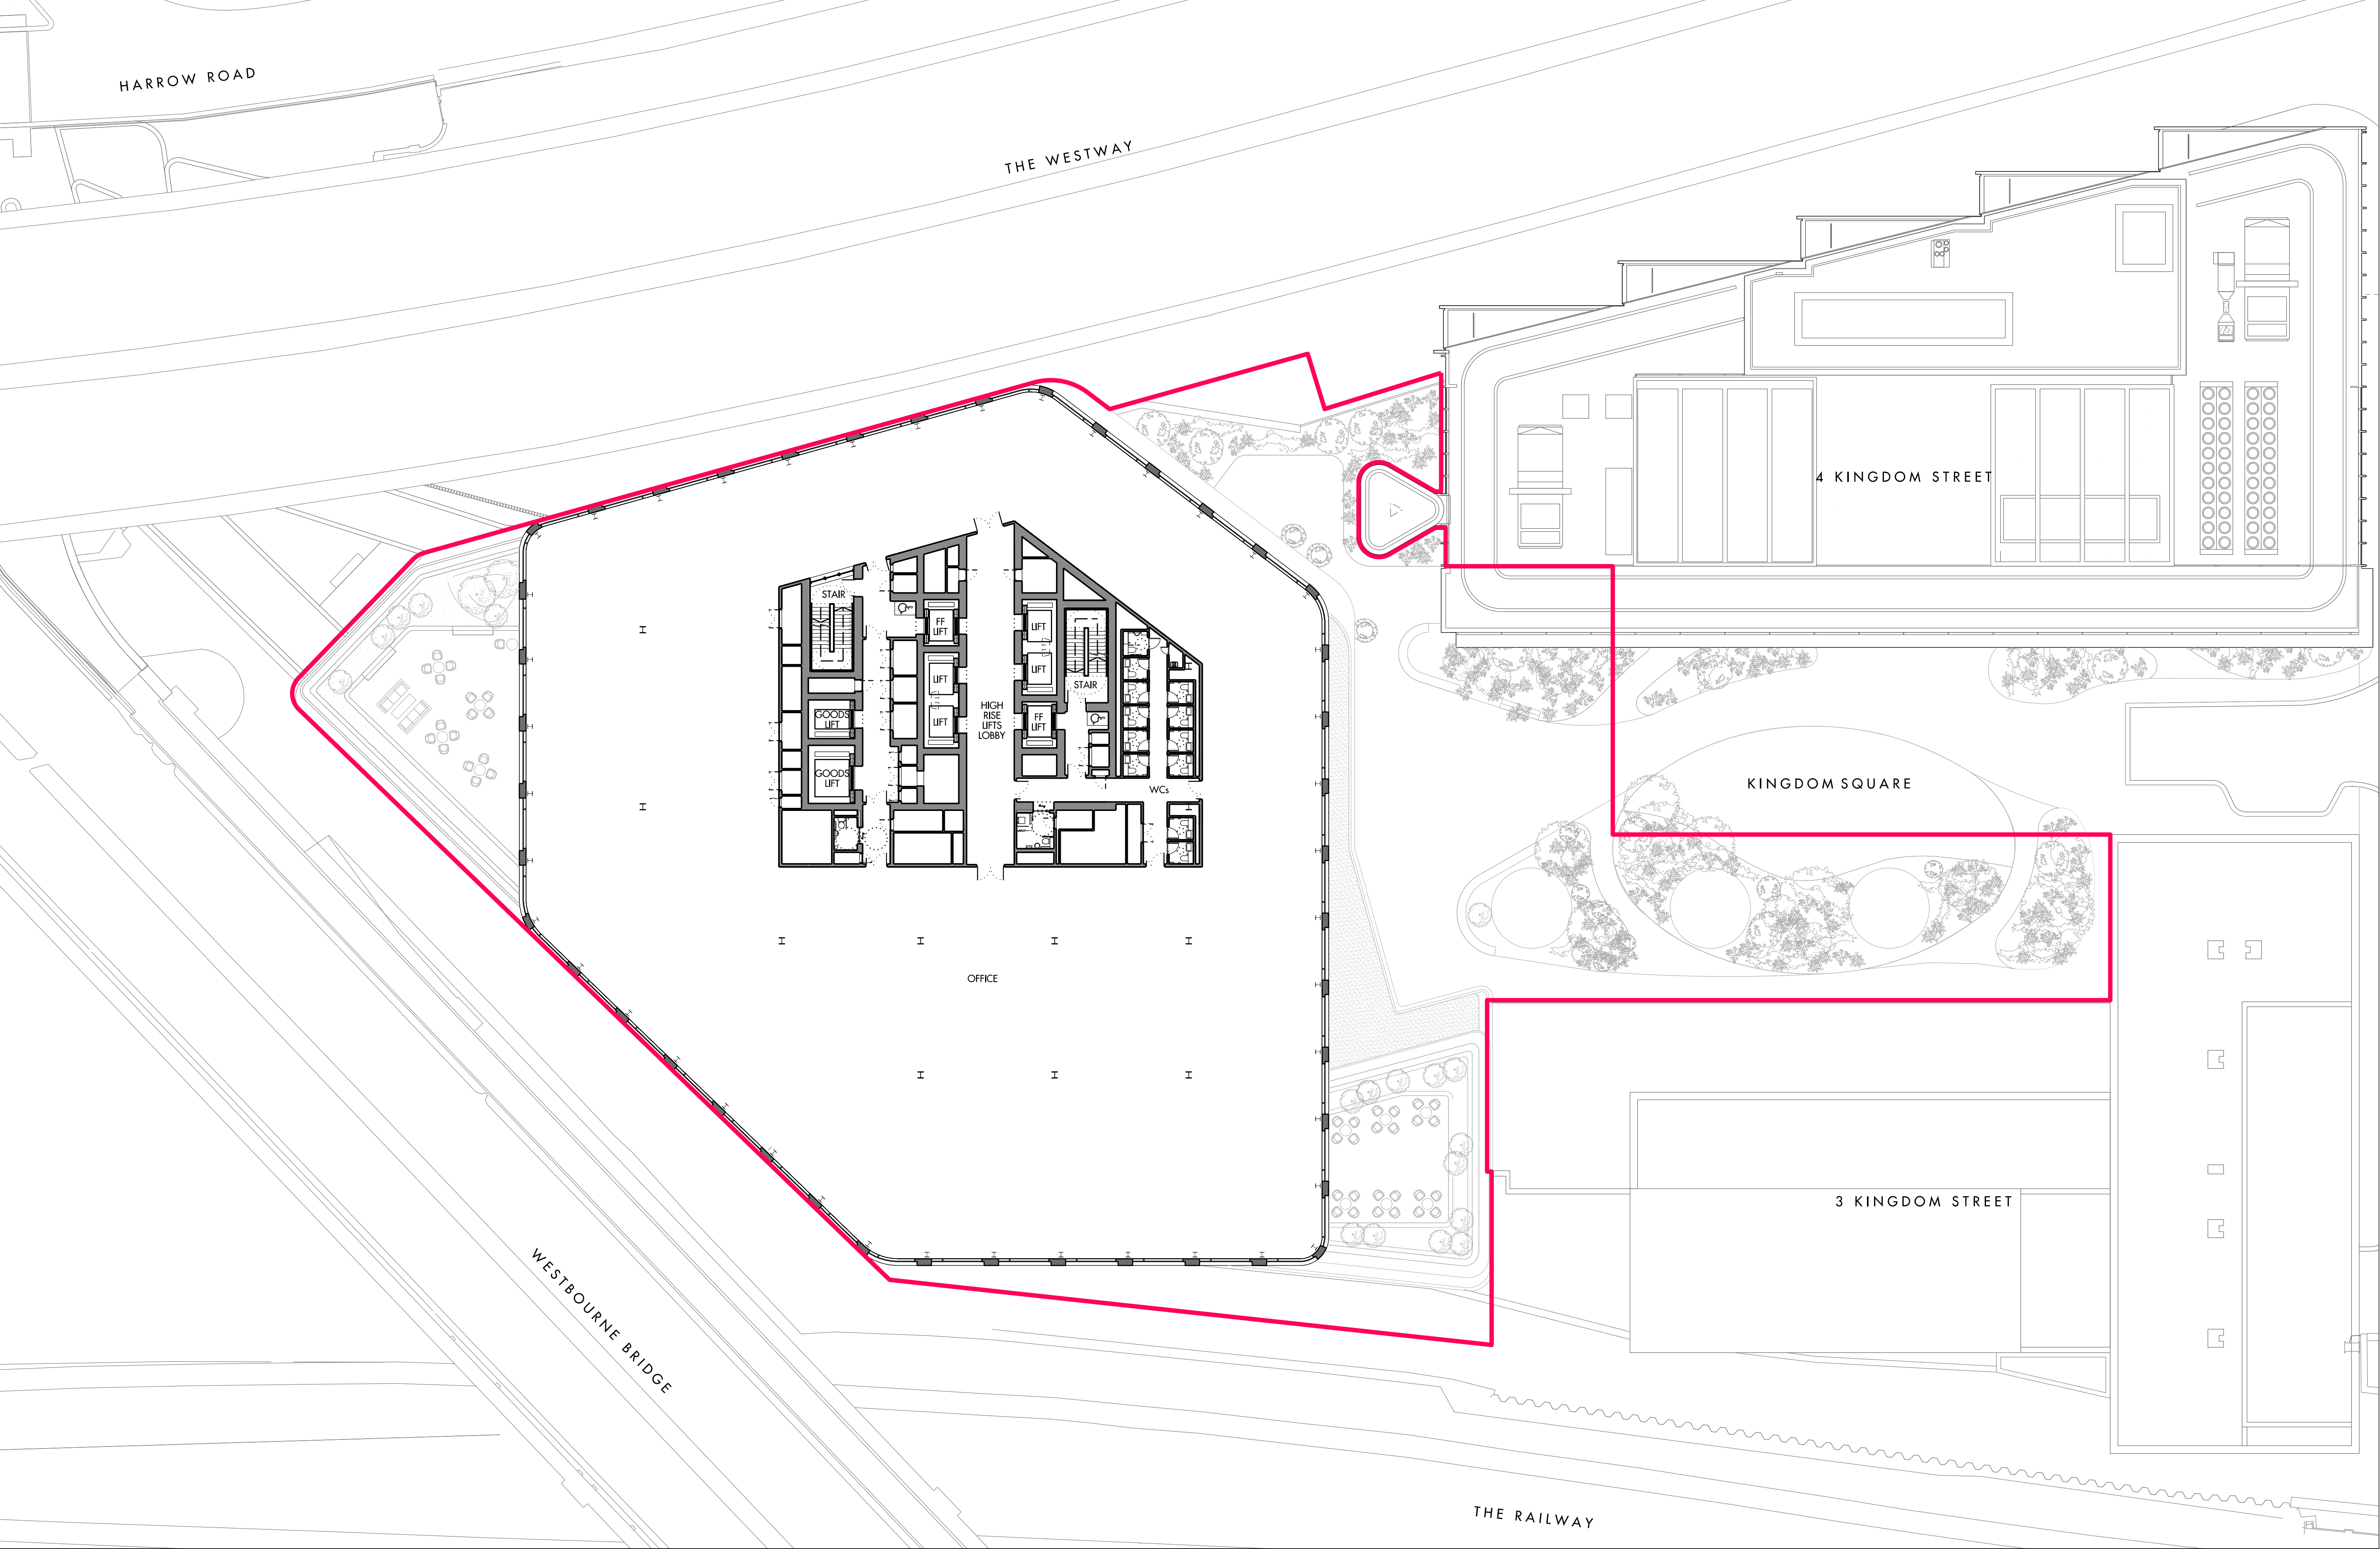 HARROW ROAD
THE WESTWAY
4 KINGDOM STREET
STAIR
FF
LIFT
LIFT
LIFT
LIFT
STAIR
HIGH
RISE
LIFTS
LOBBY
GOODS
LIFT
LIFT
FF
LIFT
GOODS
LIFT
WCs
KINGDOM SQUARE
OFFICE
3 KINGDOM STREET
WESTBOURNE BRIDGE
THE RAILWAY